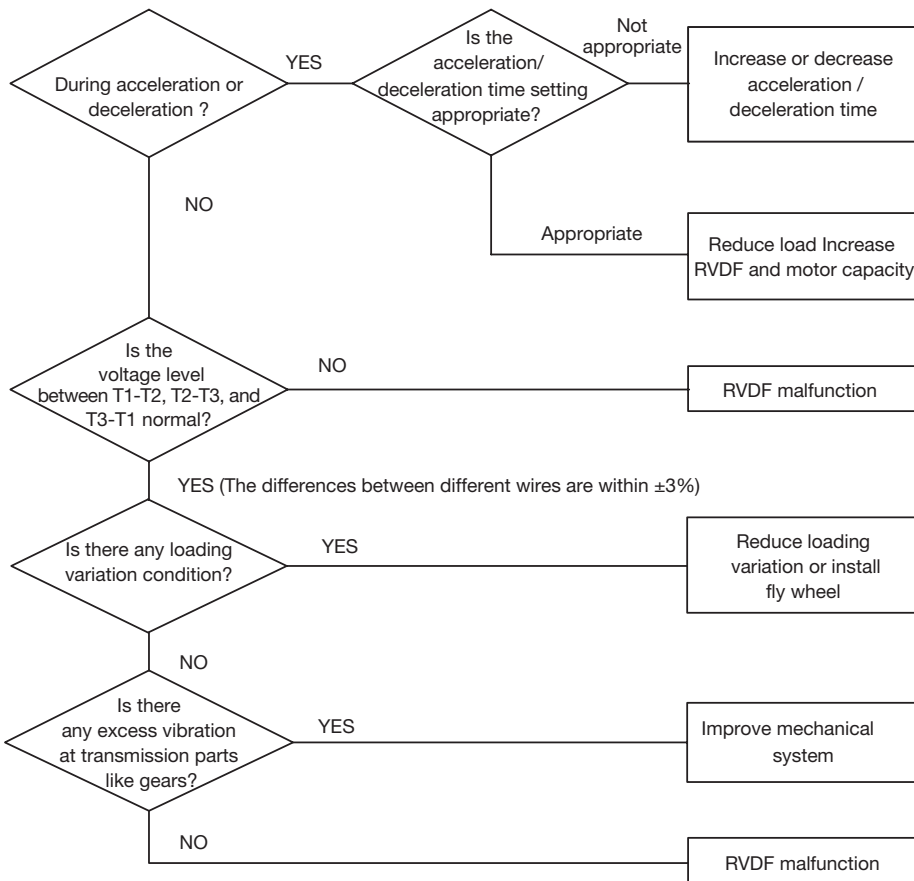 During acceleration or
deceleration ?
YES
Is the
acceleration/
deceleration time setting
appropriate?
Not
appropriate
Increase or decrease
acceleration /
deceleration time
NO
Appropriate
Reduce load Increase
RVDF and motor capacity
Is the
voltage level
between T1-T2, T2-T3, and
T3-T1 normal?
NO
RVDF malfunction
YES (The differences between different wires are within ±3%)
Is there any loading
variation condition?
YES
Reduce loading
variation or install
fly wheel
NO
Is there
any excess vibration
at transmission parts
like gears?
YES
Improve mechanical
system
NO
RVDF malfunction